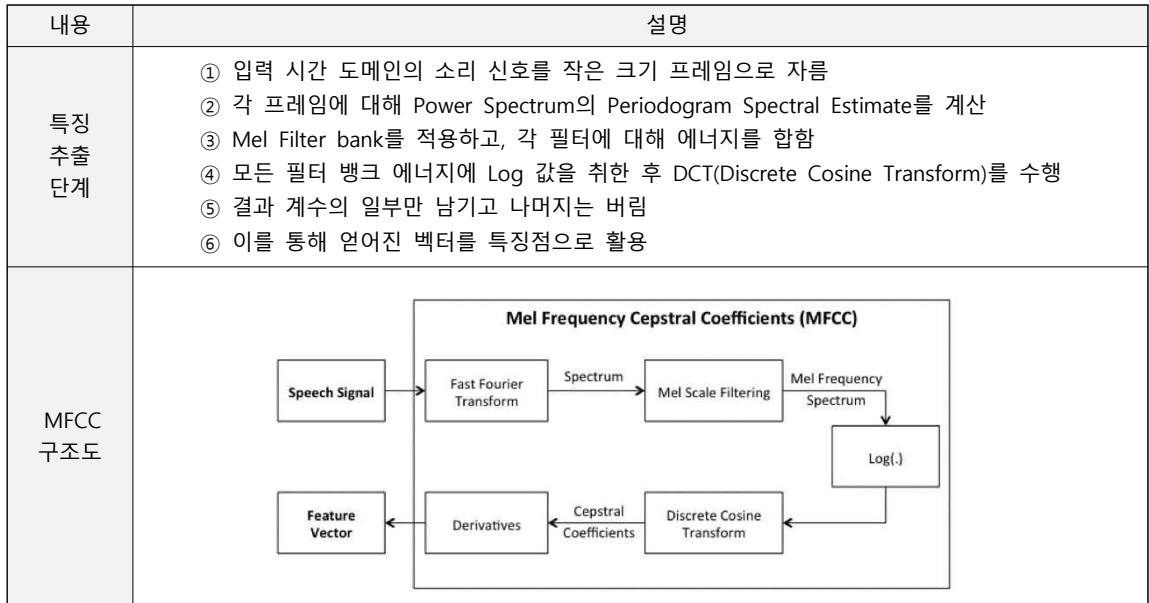 내용
설명
특징
추출
단계
① 입력 시간 도메인의 소리 신호를 작은 크기 프레임으로 자름
② 각 프레임에 대해 Power Spectrum의 Periodogram Spectral Estimate를 계산
③ Mel Filter bank를 적용하고, 각 필터에 대해 에너지를 합함
④ 모든 필터 뱅크 에너지에 Log 값을 취한 후 DCT(Discrete Cosine Transform)를 수행
⑤ 결과 계수의 일부만 남기고 나머지는 버림
⑥ 이를 통해 얻어진 벡터를 특징점으로 활용
MFCC
구조도
Mel Frequency Cepstral Coefficients (MFCC)
Speech Signal
Fast Fourier
Transform
Spectrum
Mel Scale Filtering
Mel Frequency
Spectrum
Log(.)
Discrete Cosine
Transform
Cepstral
Coefficients
Derivatives
Feature
Vector